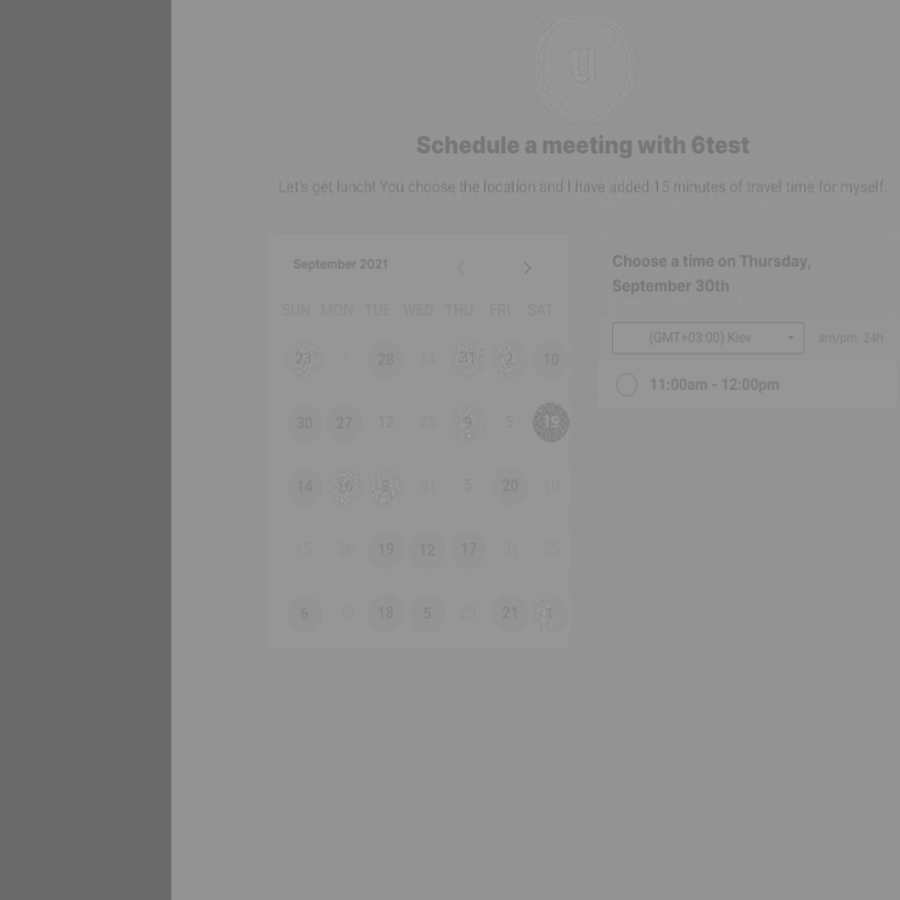 u
Schedule a meeting with 6test
Let's get lunch! You choose the location and I have added 15 minutes of travel time for myself.
September 2021
SUN MON TUE WED THU FRI SAT
23 7 28 14 31 2 10
30 27 12 25 9 5 19
14 16 8 31 5 20 10
15 26 19 12 17 31 25
6 13 18 5 29 21
Choose a time on Thursday,
September 30th
(GMT+03:00) Kiev am/pm 24h
11:00am - 12:00pm